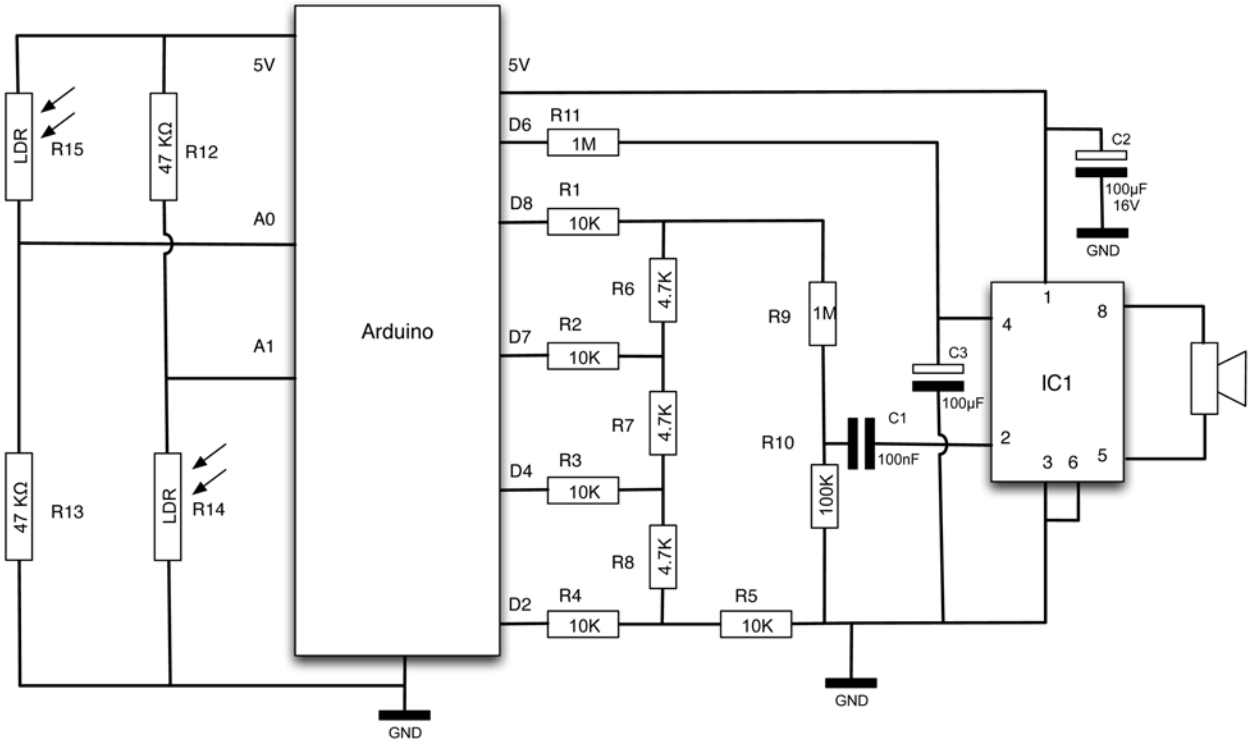 5V
5V
D6
R11
1M
C2
100µF
16V
GND
LDR
R15
47 KΩ
R12
R1
D8
10K
A0
R6
4.7K
R9
1M
Arduino
R2
D7
10K
A1
1
4
8
IC1
C3
100µF
R7
4.7K
C1
100nF
R10
2
3
6
5
R3
D4
10K
100K
47 KΩ
R13
LDR
R14
R8
4.7K
D2
R4
10K
R5
10K
GND
GND